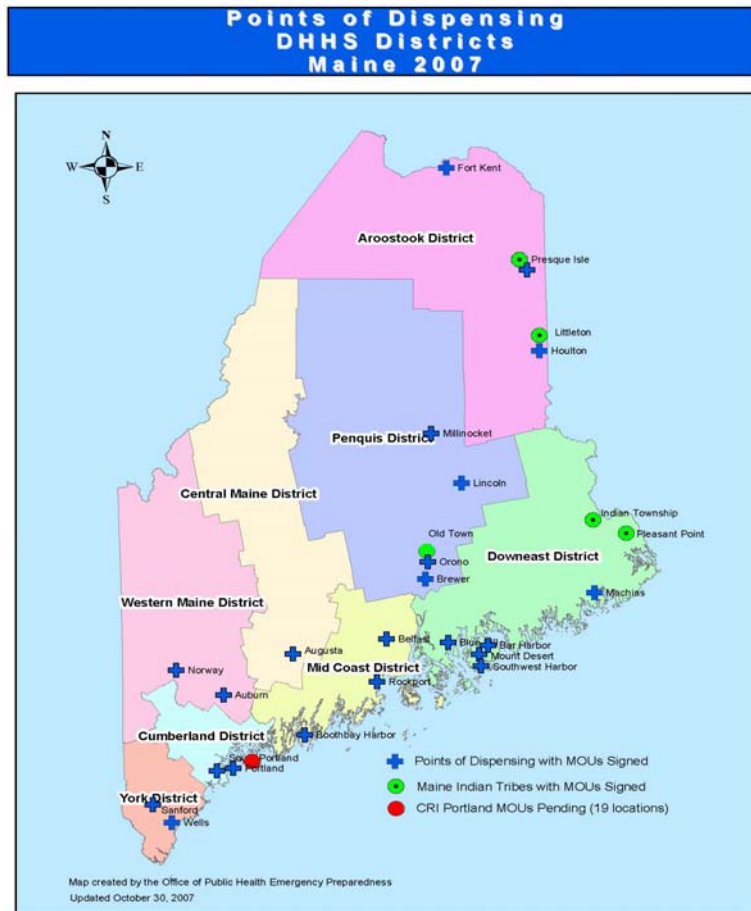 Points of Dispensing
DHHS Districts
Maine 2007
N
W E
S
Fort Kent
Aroostook District
Presque Isle
Littleton
Houlton
Millinocket
Penquis District
Lincoln
Central Maine District
Indian Township
Old Town
Pleasant Point
Downeast District
Orono
Brewer
Machias
Western Maine District
Belfast
Bar Harbor
Augusta
Mount Desert
Mid Coast District
Southwest Harbor
Norway
Rockport
Auburn
Cumberland District
Boothbay Harbor
South Portland
Portland
York District
Sanford
Wells
Points of Dispensing with MOUs Signed
Maine Indian Tribes with MOUs Signed
CRI Portland MOUs Pending (19 locations)
Map created by the Office of Public Health Emergency Preparedness
Updated October 30, 2007